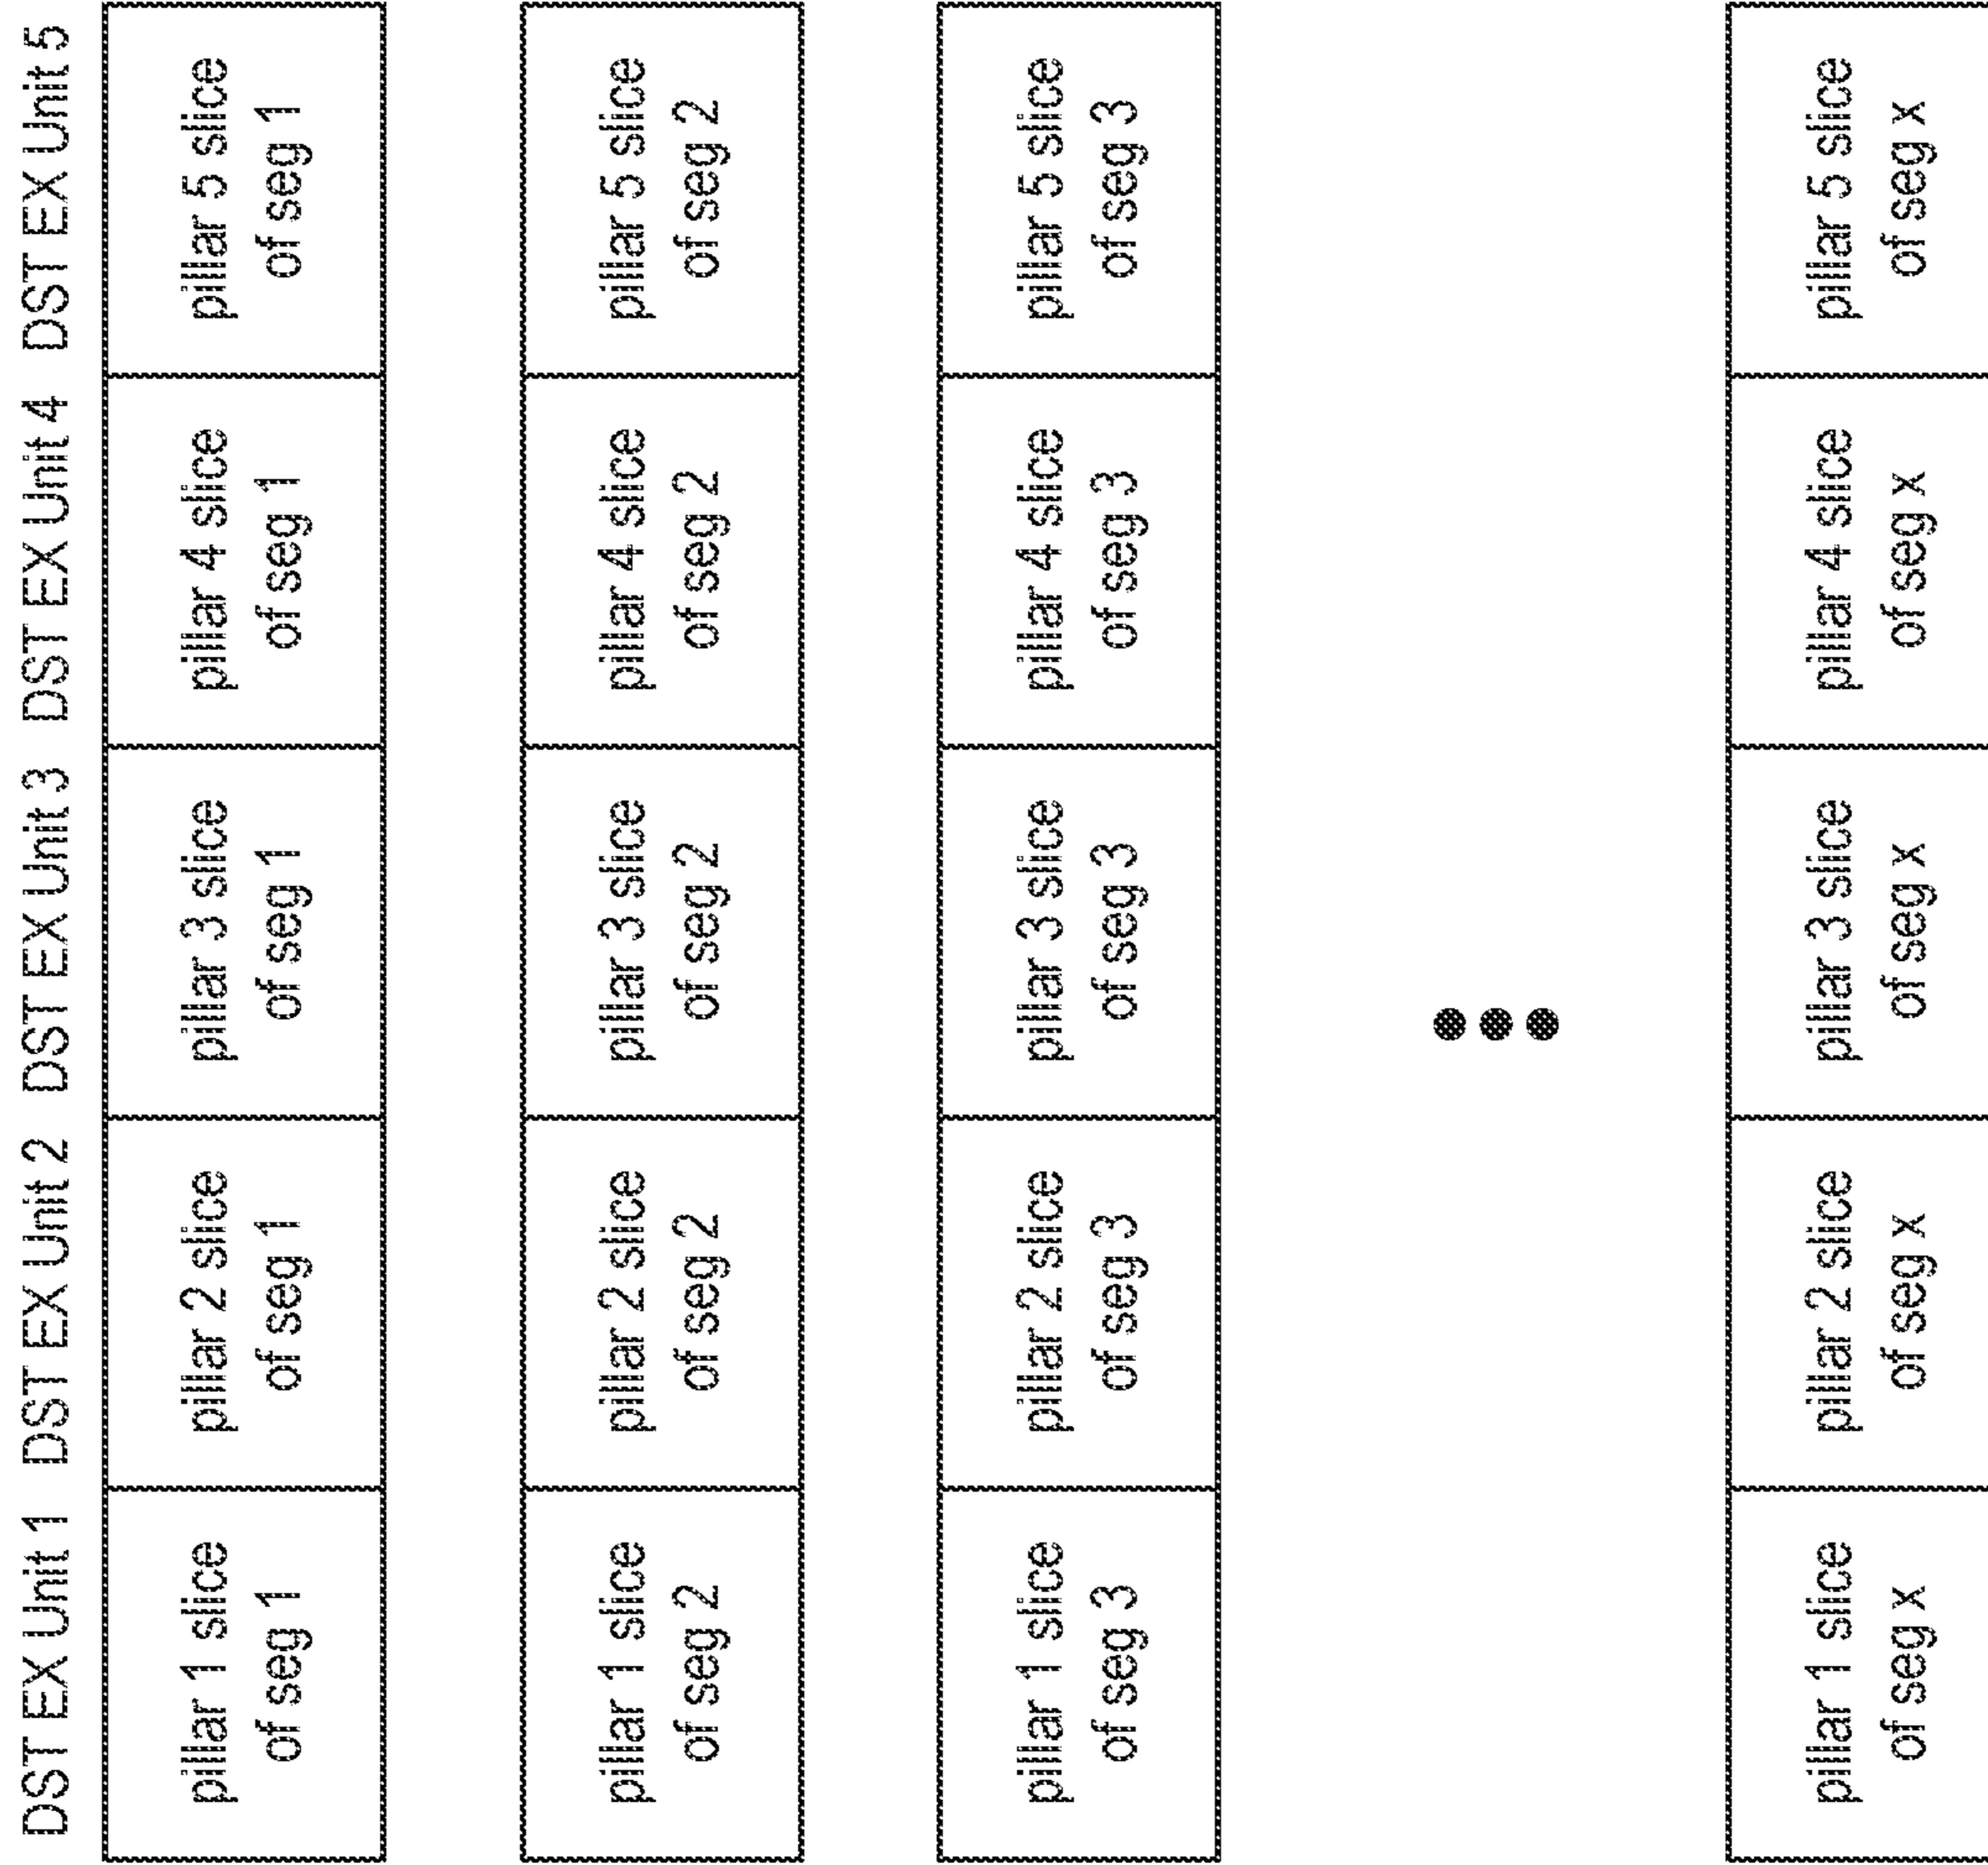 DST EX Unit 1 DST EX Unit 2 DST EX Unit 3 DST EX Unit 4 DST EX Unit 5
pillar 1 slice
of seg 1
pillar 2 slice
of seg 1
pillar 3 slice
of seg 1
pillar 4 slice
of seg 1
pillar 5 slice
of seg 1
pillar 1 slice
of seg 2
pillar 2 slice
of seg 2
pillar 3 slice
of seg 2
pillar 4 slice
of seg 2
pillar 5 slice
of seg 2
pillar 1 slice
of seg 3
pillar 2 slice
of seg 3
pillar 3 slice
of seg 3
pillar 4 slice
of seg 3
pillar 5 slice
of seg 3
pillar 1 slice
of seg x
pillar 2 slice
of seg x
pillar 3 slice
of seg x
pillar 4 slice
of seg x
pillar 5 slice
of seg x